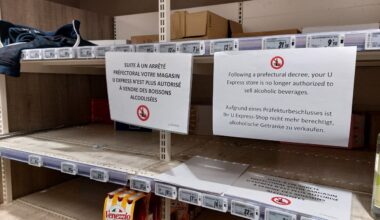 SUITE À UN ARRÊTÉ
PRÉFECTORAL VOTRE MAGASIN
U EXPRESS N'EST PLUS AUTORISÉ
À VENDRE DES BOISSONS
ALCOOLISÉES
Following a prefectural decree, your U
Express store is no longer authorized to
sell alcoholic beverages.
Aufgrund eines Präfekturbeschlusses ist
Ihr U Express-Shop nicht mehr berechtigt,
alkoholische Getränke zu verkaufen.
Venezzio